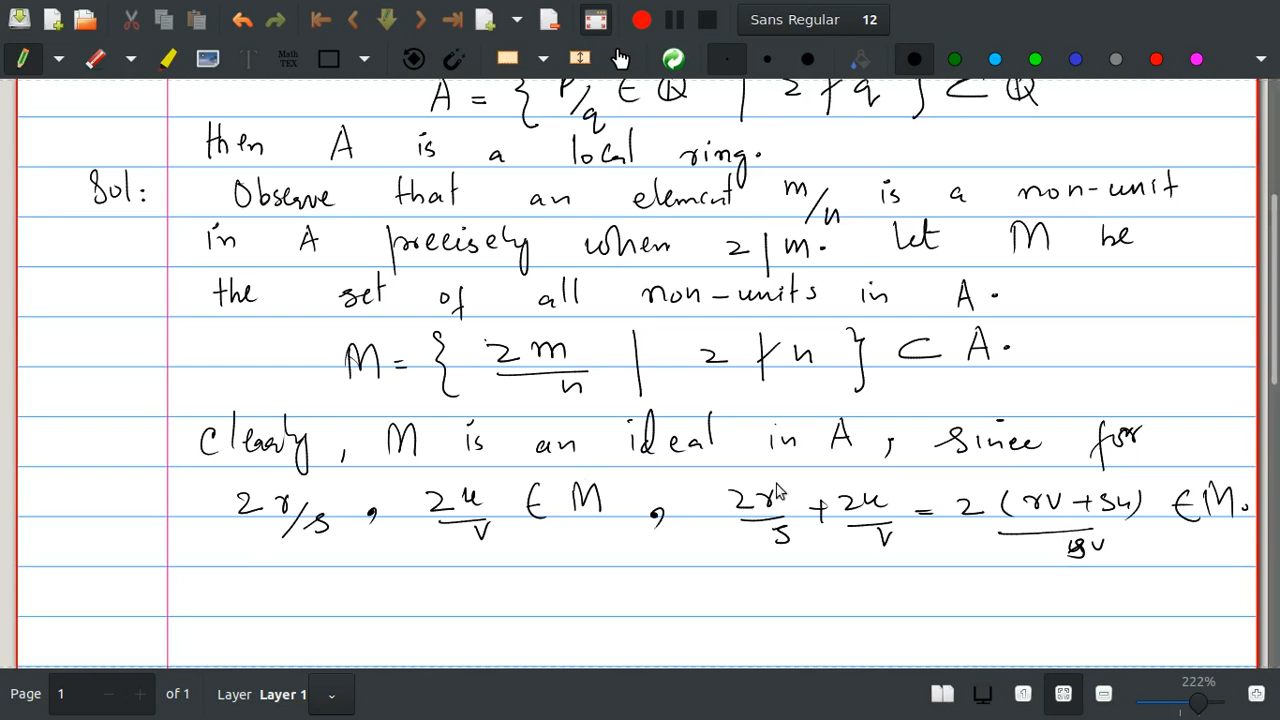 Sans Regular 12
Math
TEX
A = { p/q ∈ ℚ | 2 ∤ q } ⊂ ℚ
then A is a local ring.
Sol: Observe that an element m/n is a non-unit
in A precisely when 2 | m. Let M be
the set of all non-units in A.
M = { 2m/n | 2 ∤ n } ⊂ A.
Clearly, M is an ideal in A, since for
2r/s, 2u/v ∈ M, 2r/s + 2u/v = 2(rv + su)/sv ∈ M.
Page 1 of 1 Layer Layer 1 222%